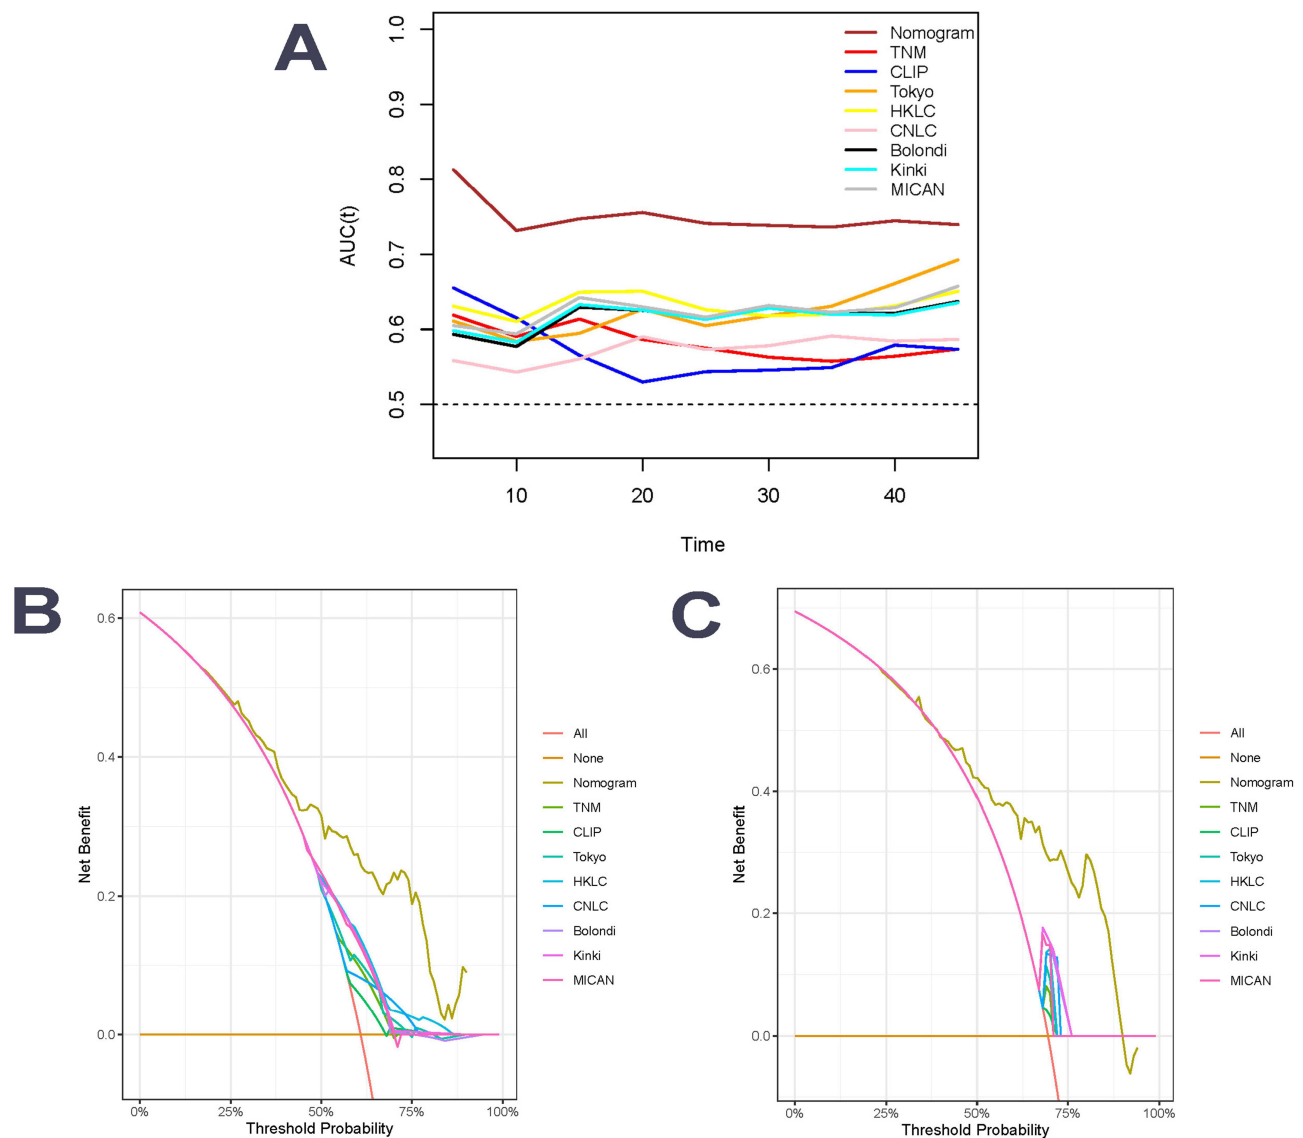 A
1.0
0.9
0.8
0.7
0.6
0.5
AUC(t)
Nomogram
TNM
CLIP
Tokyo
HKLC
CNLC
Bolondi
Kinki
MICAN
10 20 30 40
Time
B
0.6
0.4
0.2
0.0
Net Benefit
0% 25% 50% 75% 100%
Threshold Probability
All
None
Nomogram
TNM
CLIP
Tokyo
HKLC
CNLC
Bolondi
Kinki
MICAN
C
0.6
0.4
0.2
0.0
Net Benefit
0% 25% 50% 75% 100%
Threshold Probability
All
None
Nomogram
TNM
CLIP
Tokyo
HKLC
CNLC
Bolondi
Kinki
MICAN